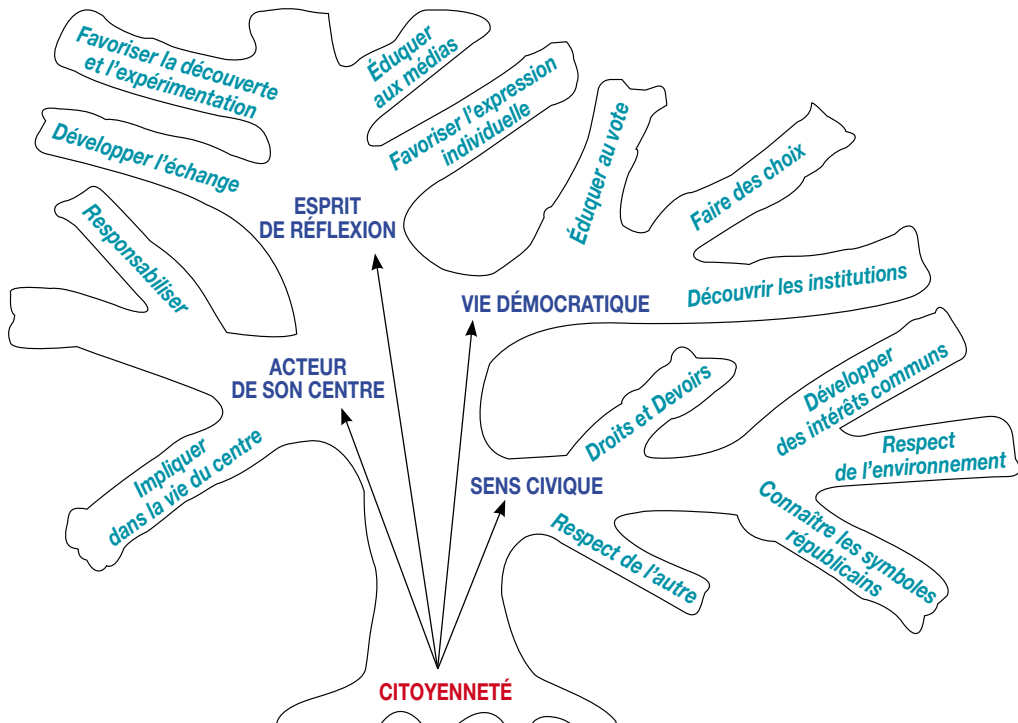 Favoriser la découverte
et l'expérimentation
Éduquer
aux médias
Favoriser l'expression
individuelle
Développer l'échange
Éduquer au vote
Faire des choix
Responsabiliser
ESPRIT
DE RÉFLEXION
Découvrir les institutions
VIE DÉMOCRATIQUE
ACTEUR
DE SON CENTRE
Développer
des intérêts communs
Droits et Devoirs
Respect
de l'environnement
Impliquer
dans la vie du centre
SENS CIVIQUE
Connaître les symboles
républicains
Respect de l'autre
CITOYENNETÉ